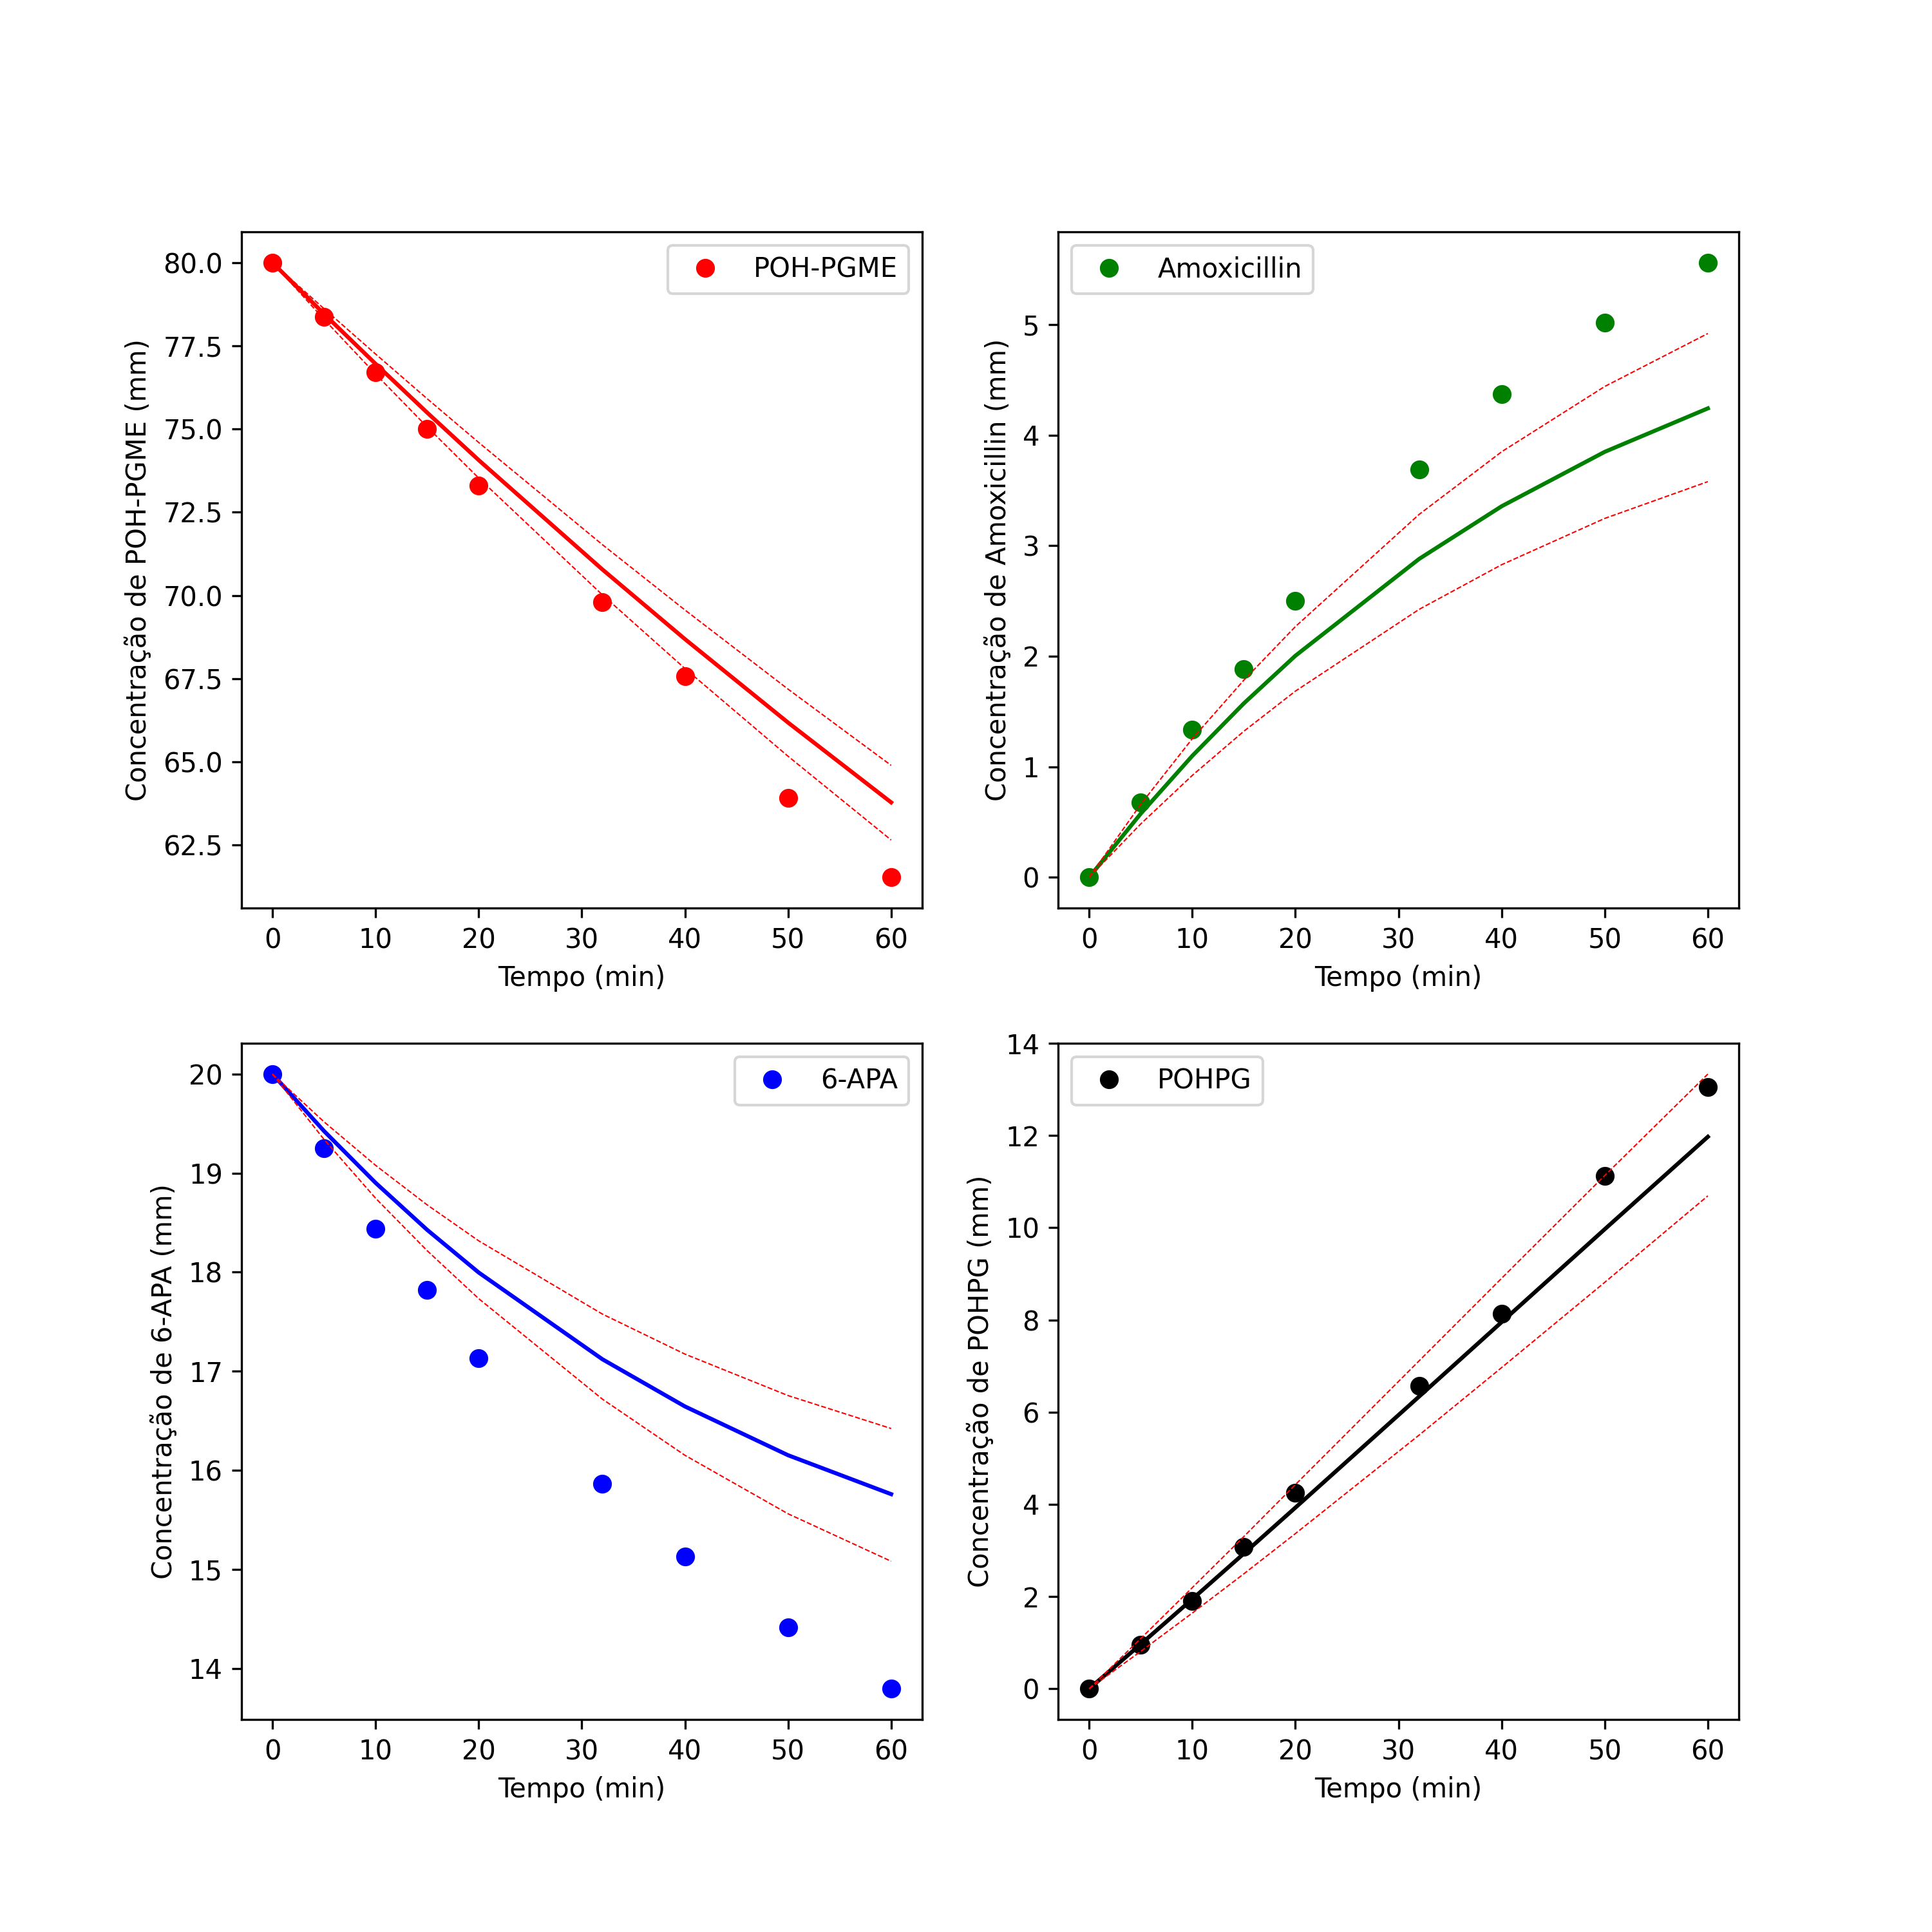 POH-PGME
Concentração de POH-PGME (mm)
80.0
77.5
75.0
72.5
70.0
67.5
65.0
62.5
0 10 20 30 40 50 60
Tempo (min)
Amoxicillin
Concentração de Amoxicillin (mm)
5
4
3
2
1
0
0 10 20 30 40 50 60
Tempo (min)
6-APA
Concentração de 6-APA (mm)
20
19
18
17
16
15
14
0 10 20 30 40 50 60
Tempo (min)
POHPG
Concentração de POHPG (mm)
14
12
10
8
6
4
2
0
0 10 20 30 40 50 60
Tempo (min)